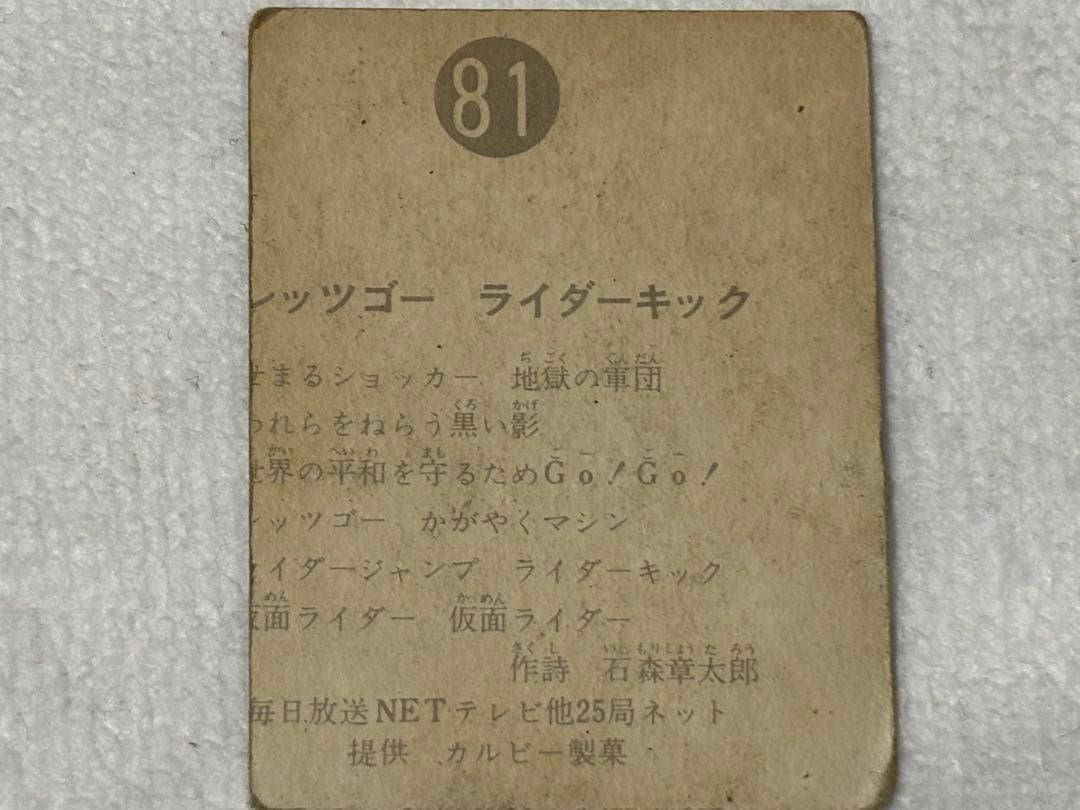 81
レッツゴー　ライダーキック
せまるショッカー　地獄の軍団
われらをねらう黒い影
世界の平和を守るためGo!Go!
レッツゴー　かがやくマシン
ライダージャンプ　ライダーキック
仮面ライダー　仮面ライダー
作詩　石森章太郎
毎日放送NETテレビ他25局ネット
提供　カルビー製菓